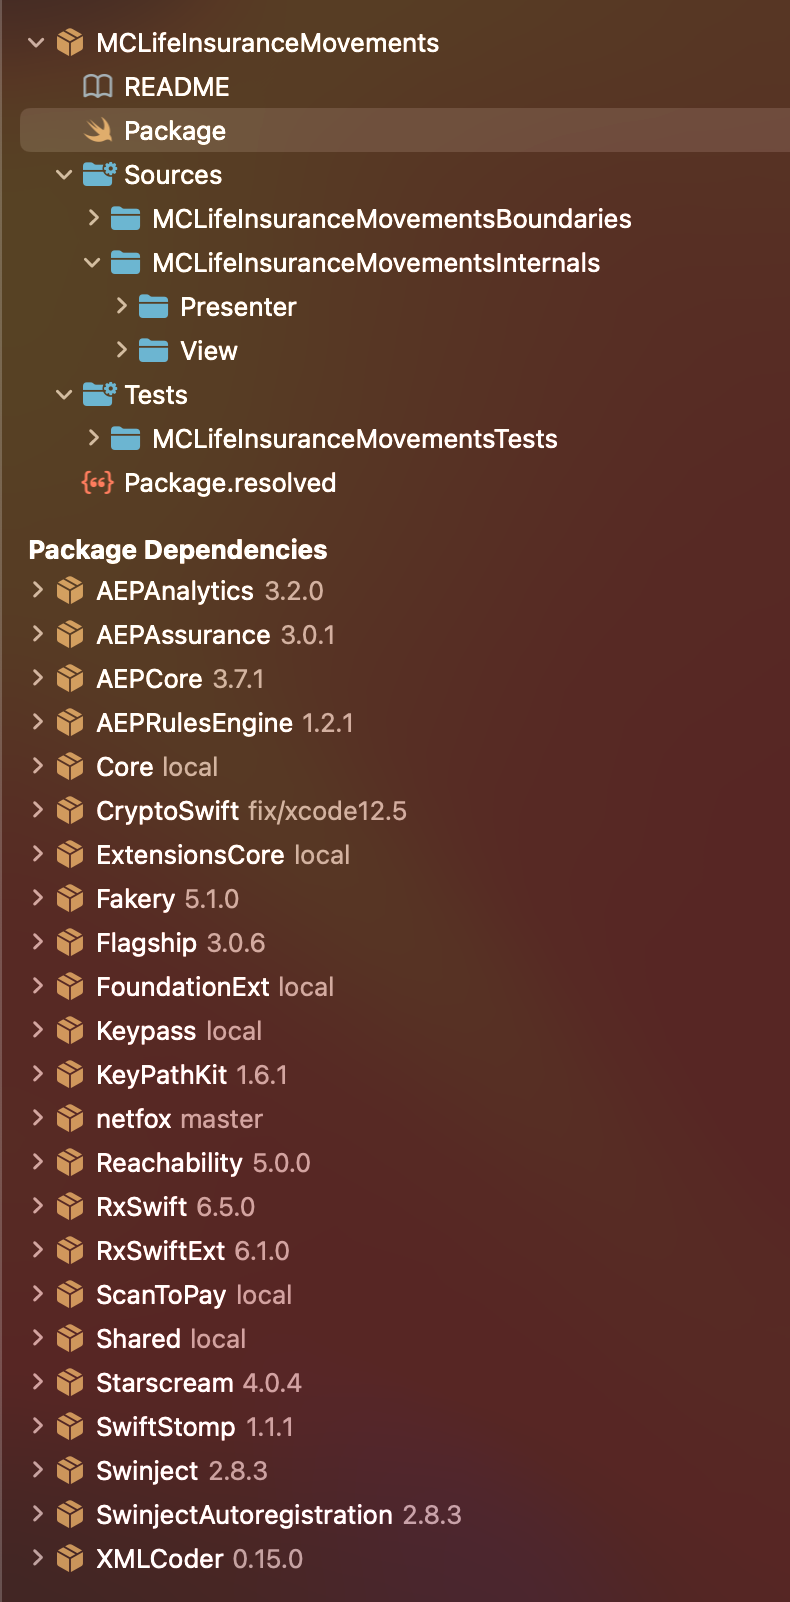 MCLifeInsuranceMovements
README
Package
Sources
MCLifeInsuranceMovementsBoundaries
MCLifeInsuranceMovementsInternals
Presenter
View
Tests
MCLifeInsuranceMovementsTests
Package.resolved
Package Dependencies
AEPAnalytics 3.2.0
AEPAssurance 3.0.1
AEPCore 3.7.1
AEPRulesEngine 1.2.1
Core local
CryptoSwift fix/xcode12.5
ExtensionsCore local
Fakery 5.1.0
Flagship 3.0.6
FoundationExt local
Keypass local
KeyPathKit 1.6.1
netfox master
Reachability 5.0.0
RxSwift 6.5.0
RxSwiftExt 6.1.0
ScanToPay local
Shared local
Starscream 4.0.4
SwiftStomp 1.1.1
Swinject 2.8.3
SwinjectAutoregistration 2.8.3
XMLCoder 0.15.0